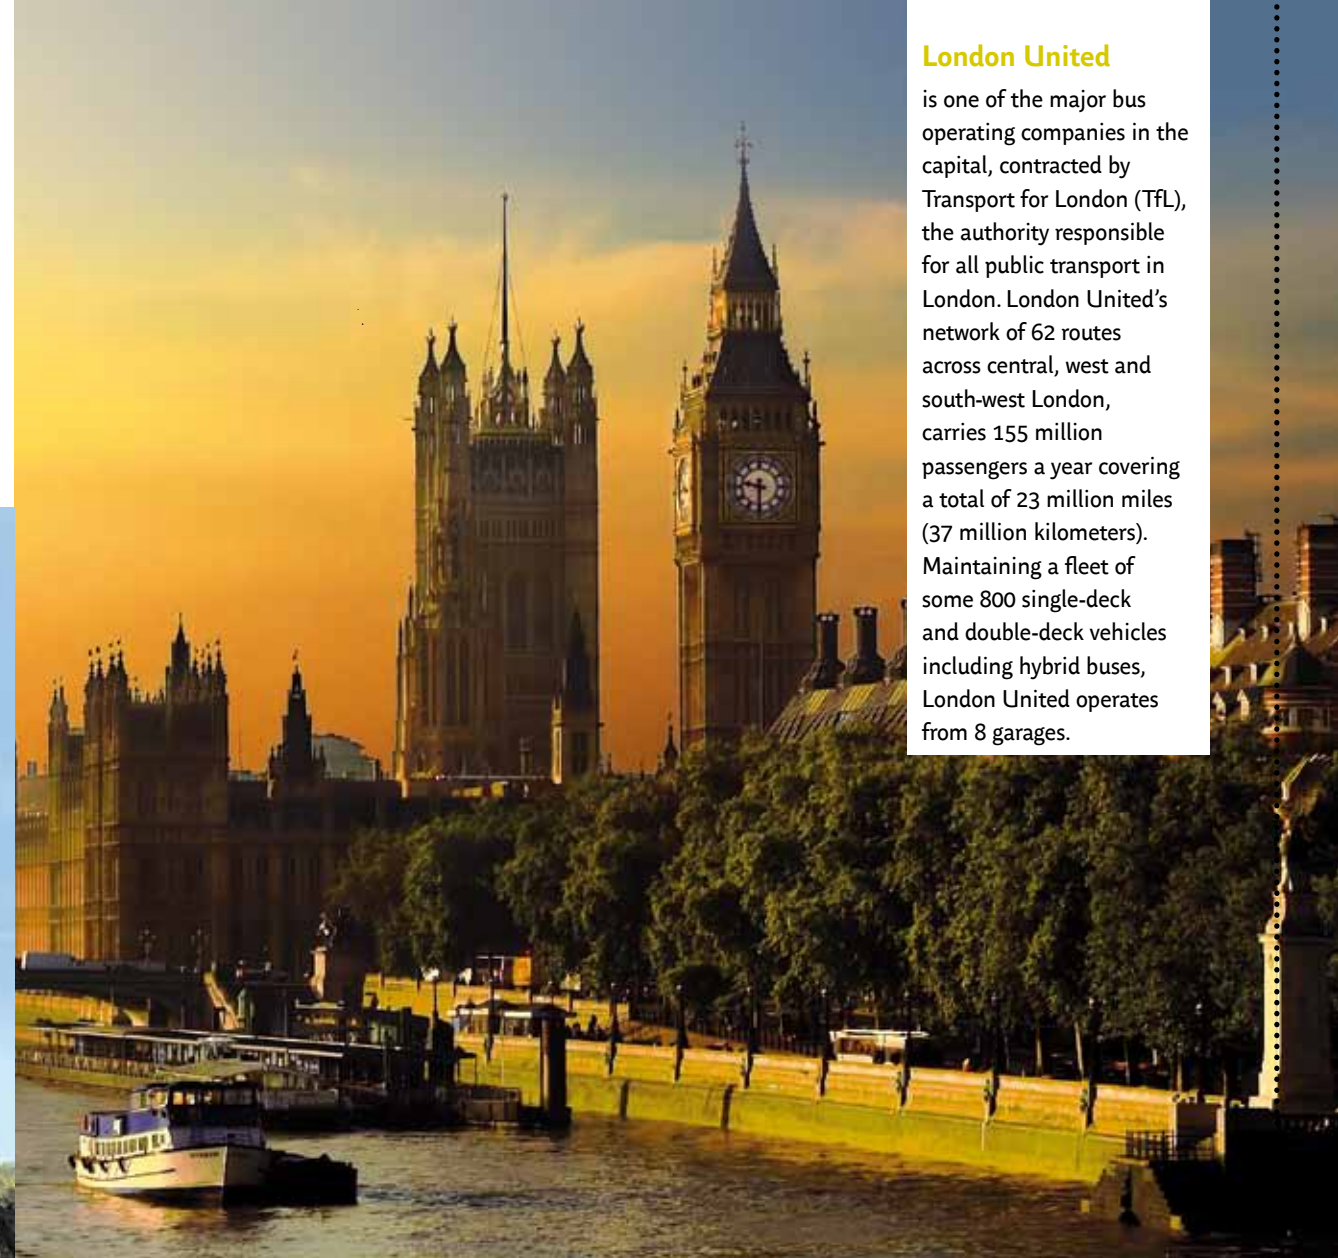 London United
is one of the major bus
operating companies in the
capital, contracted by
Transport for London (TfL),
the authority responsible
for all public transport in
London. London United’s
network of 62 routes
across central, west and
south-west London,
carries 155 million
passengers a year covering
a total of 23 million miles
(37 million kilometers).
Maintaining a fleet of
some 800 single-deck
and double-deck vehicles
including hybrid buses,
London United operates
from 8 garages.